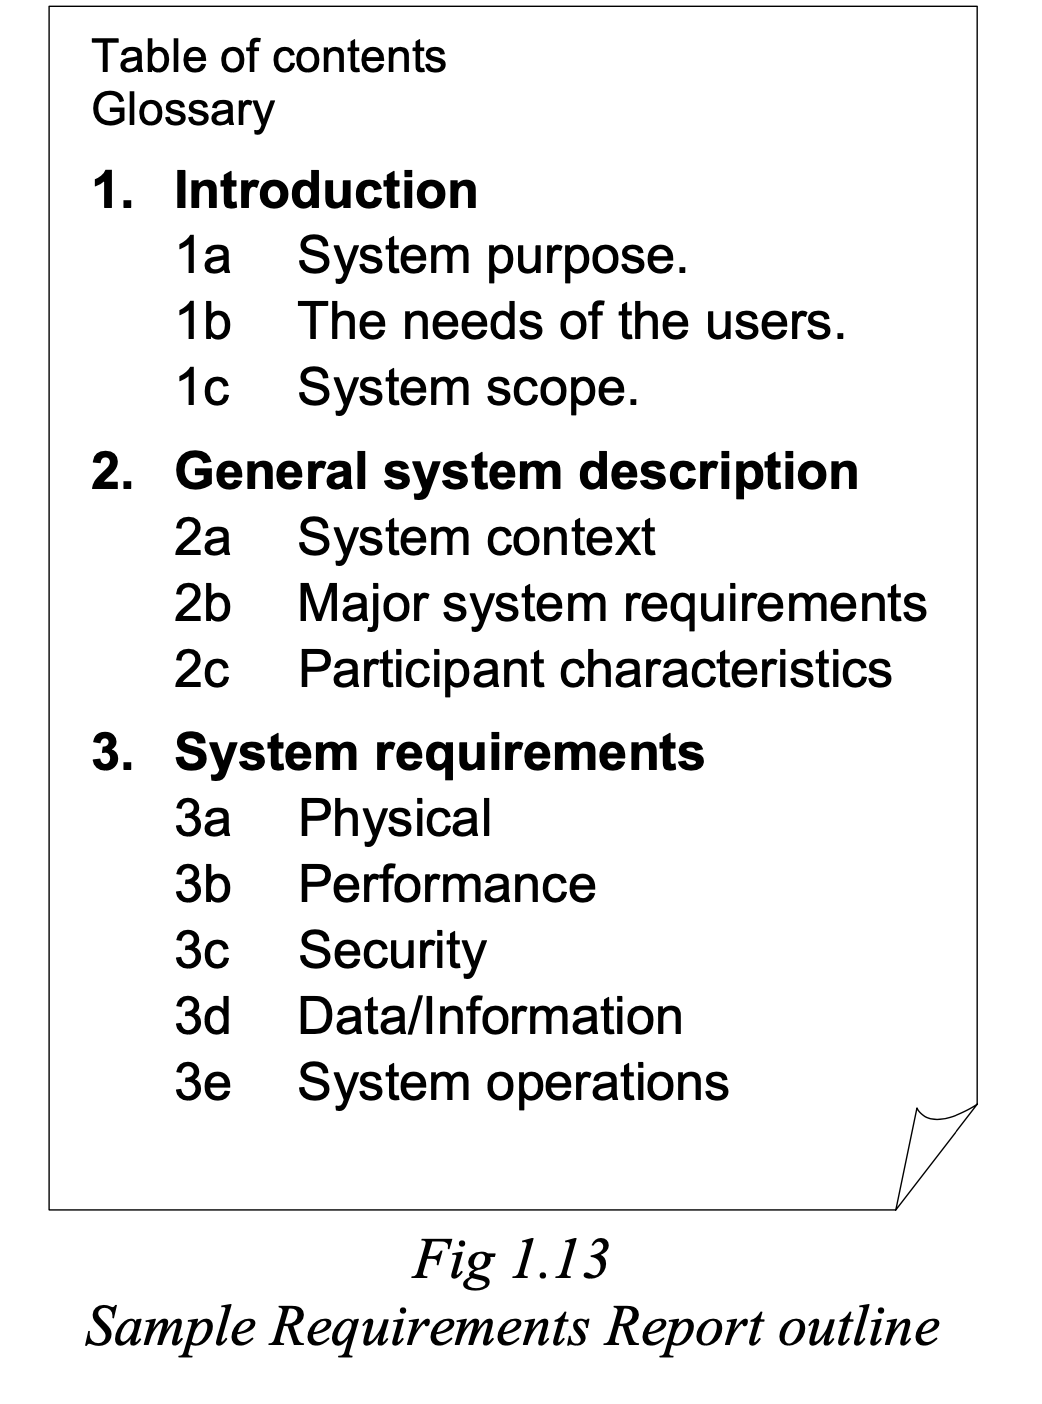 Table of contents
Glossary
1. Introduction
1a System purpose.
1b The needs of the users.
1c System scope.
2. General system description
2a System context
2b Major system requirements
2c Participant characteristics
3. System requirements
3a Physical
3b Performance
3c Security
3d Data/Information
3e System operations
Fig 1.13
Sample Requirements Report outline